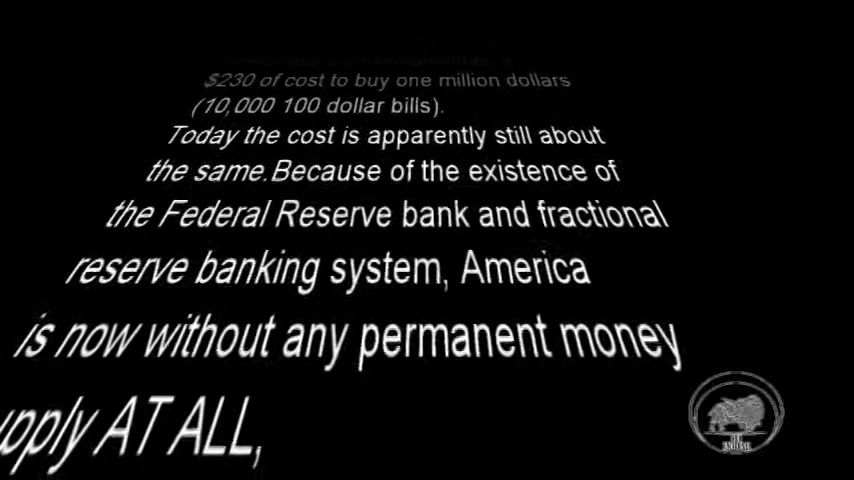 $230 of cost to buy one million dollars
(10,000 100 dollar bills).
Today the cost is apparently still about
the same.Because of the existence of
the Federal Reserve bank and fractional
reserve banking system, America
is now without any permanent money
upply AT ALL,